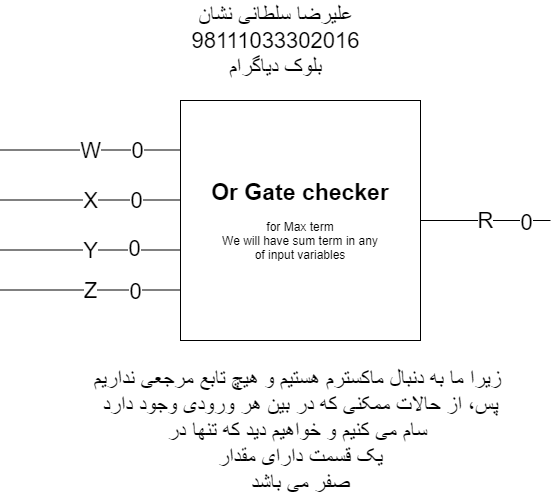 علیرضا سلطانی نشان
98111033302016
بلوک دیاگرام
W 0
Or Gate checker
X 0
for Max term
R 0
We will have sum term in any
Y 0
of input variables
Z 0
زیرا ما به دنبال ماکسترم هستیم و هیچ تابع مرجعی نداریم
پس، از حالات ممکنی که در بین هر ورودی وجود دارد
سام می کنیم و خواهیم دید که تنها در
یک قسمت دارای مقدار
صفر می باشد